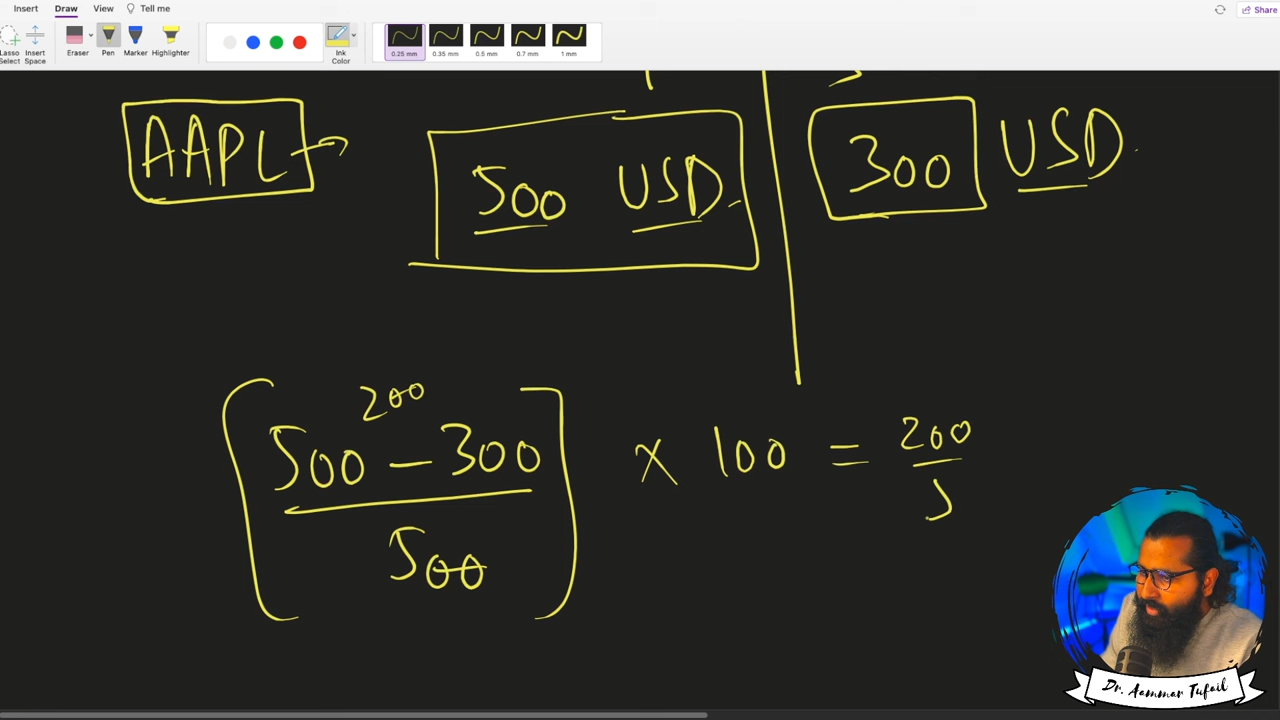 Insert Draw View Tell me
Share
Lasso Select
Insert Space
Eraser
Pen
Marker
Highlighter
Ink Color
0.25 mm
0.35 mm
0.5 mm
0.7 mm
1 mm
AAPL → 500 USD. 300 USD.
200
500 - 300
500
x 100 = 200
5
Dr. Aammar Tufail